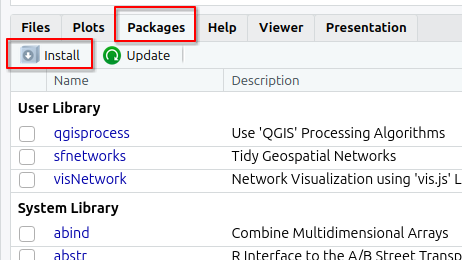 Files Plots Packages Help Viewer Presentation
Install Update
Name Description
User Library
qgisprocess Use 'QGIS' Processing Algorithms
sfnetworks Tidy Geospatial Networks
visNetwork Network Visualization using 'vis.js' L
System Library
abind Combine Multidimensional Arrays
abstr R Interface to the A/B Street Transp